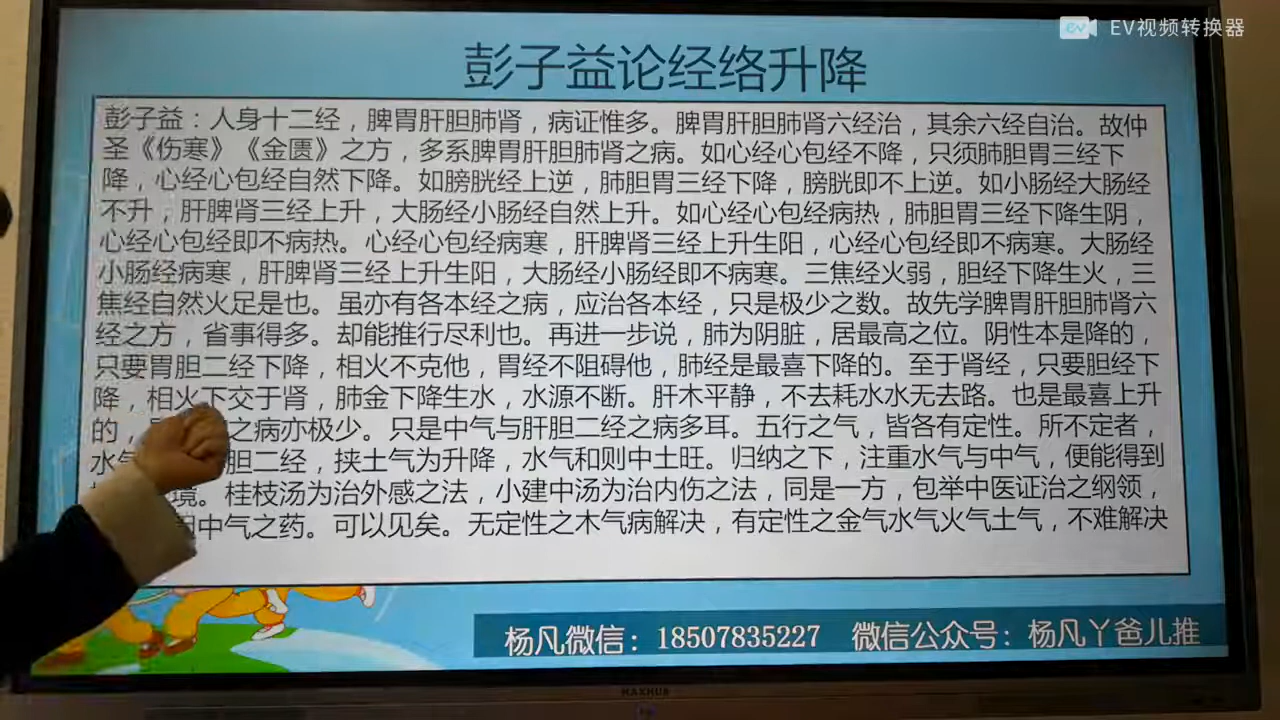 EV视频转换器
彭子益论经络升降
彭子益：人身十二经，脾胃肝胆肺肾，病证惟多。脾胃肝胆肺肾六经治，其余六经自治。故仲
圣《伤寒》《金匮》之方，多系脾胃肝胆肺肾之病。如心经心包经不降，只须肺胆胃三经下
降，心经心包经自然下降。如膀胱经上逆，肺胆胃三经下降，膀胱即不上逆。如小肠经大肠经
不升，肝脾肾三经上升，大肠经小肠经自然上升。如心经心包经病热，肺胆胃三经下降生阴，
心经心包经即不病热。心经心包经病寒，肝脾肾三经上升生阳，心经心包经即不病寒。大肠经
小肠经病寒，肝脾肾三经上升生阳，大肠经小肠经即不病寒。三焦经火弱，胆经下降生火，三
焦经自然火足是也。虽亦有各本经之病，应治各本经，只是极少之数。故先学脾胃肝胆肺肾六
经之方，省事得多。却能推行尽利也。再进一步说，肺为阴脏，居最高之位。阴性本是降的，
只要胃胆二经下降，相火不克他，胃经不阻碍他，肺经是最喜下降的。至于肾经，只要胆经下
降，相火下交于肾，肺金下降生水，水源不断。肝木平静，不去耗水水无去路。也是最喜上升
的，之病亦极少。只是中气与肝胆二经之病多耳。五行之气，皆各有定性。所不定者，
水胆二经，挟土气为升降，水气和则中土旺。归纳之下，注重水气与中气，便能得到
境。桂枝汤为治外感之法，小建中汤为治内伤之法，同是一方，包举中医证治之纲领，
中气之药。可以见矣。无定性之木气病解决，有定性之金气水气火气土气，不难解决
杨凡微信：18507835227 微信公众号：杨凡丫爸儿推
MAXHUB